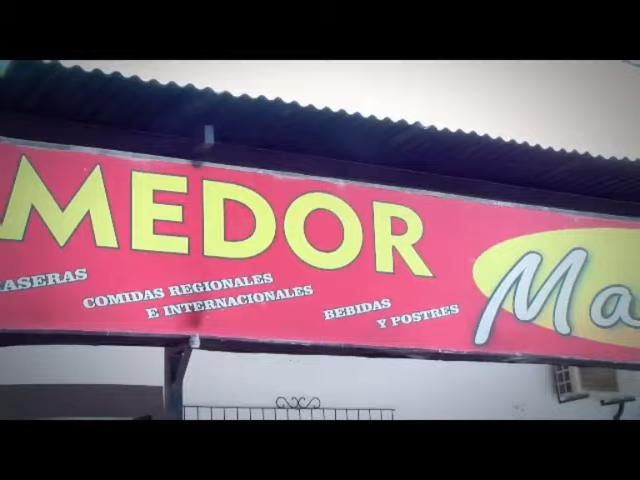 MEDOR
ASERAS
COMIDAS REGIONALES
E INTERNACIONALES
BEBIDAS
Y POSTRES
Ma